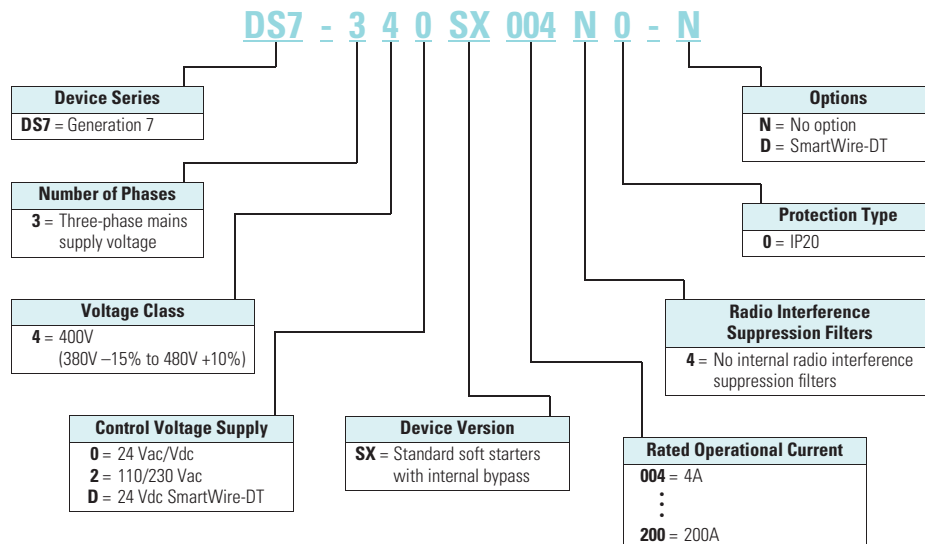 DS7 - 3 4 0 SX 004 N 0 - N
Device Series
DS7 = Generation 7
Number of Phases
3 = Three-phase mains
supply voltage
Voltage Class
4 = 400V
(380V –15% to 480V +10%)
Control Voltage Supply
0 = 24 Vac/Vdc
2 = 110/230 Vac
D = 24 Vdc SmartWire-DT
Device Version
SX = Standard soft starters
with internal bypass
Options
N = No option
D = SmartWire-DT
Protection Type
0 = IP20
Radio Interference
Suppression Filters
4 = No internal radio interference
suppression filters
Rated Operational Current
004 = 4A
•
•
•
200 = 200A